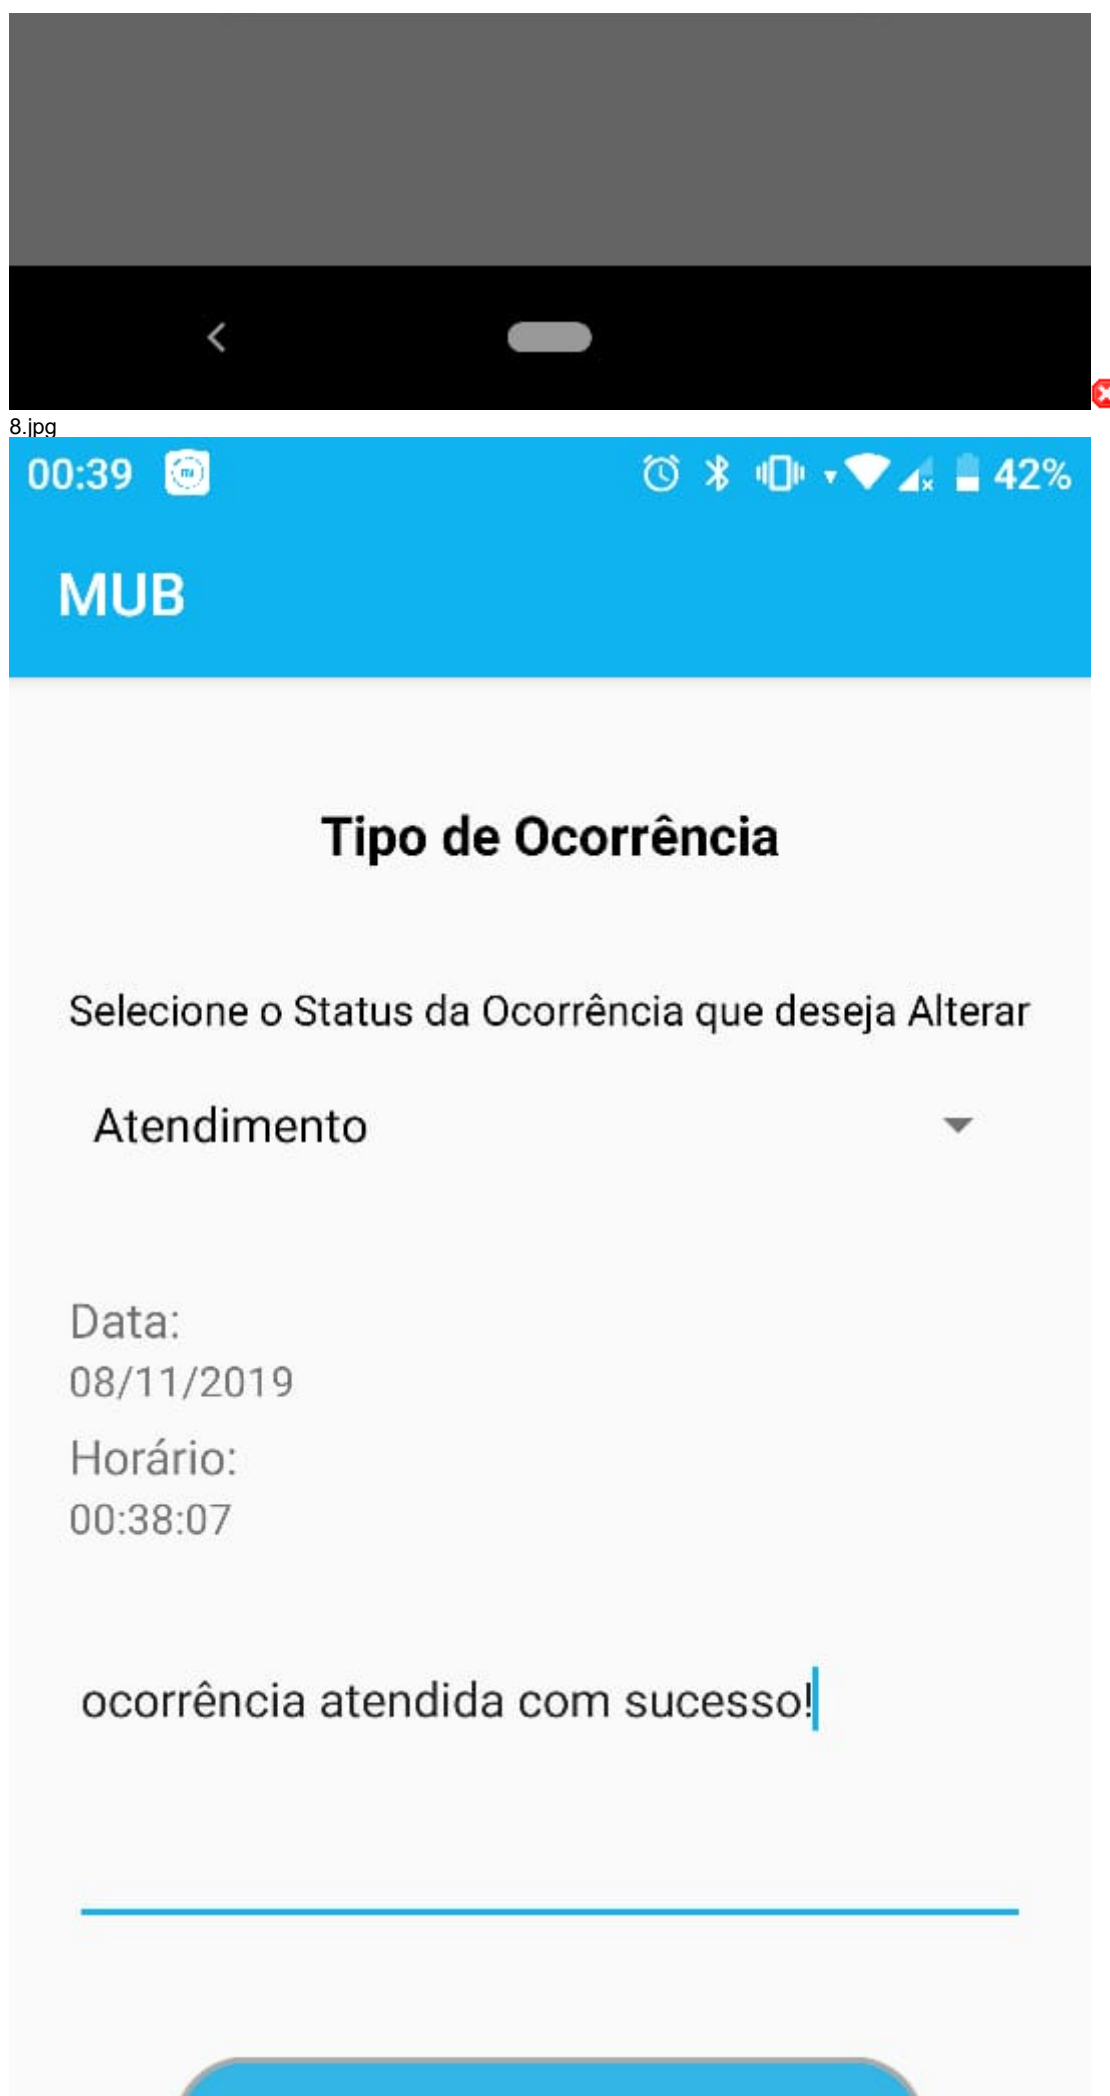 8.jpg
00:39 42%
MUB
Tipo de Ocorrência
Selecione o Status da Ocorrência que deseja Alterar
Atendimento
Data:
08/11/2019
Horário:
00:38:07
ocorrência atendida com sucesso!